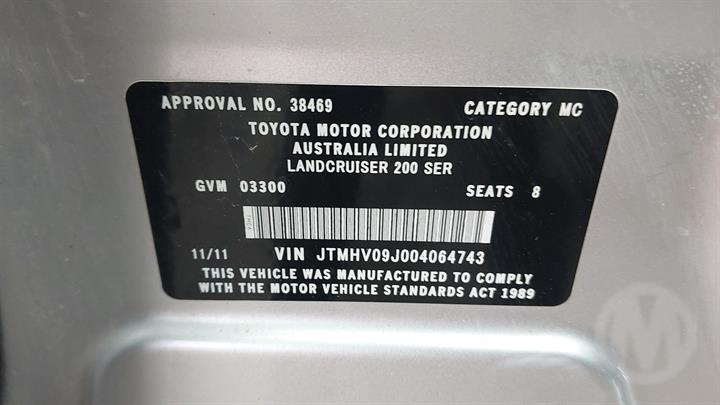 APPROVAL NO. 38469 CATEGORY MC
TOYOTA MOTOR CORPORATION
AUSTRALIA LIMITED
LANDCRUISER 200 SER
GVM 03300 SEATS 8
11/11 VIN JTMHV09J004064743
THIS VEHICLE WAS MANUFACTURED TO COMPLY
WITH THE MOTOR VEHICLE STANDARDS ACT 1989
M